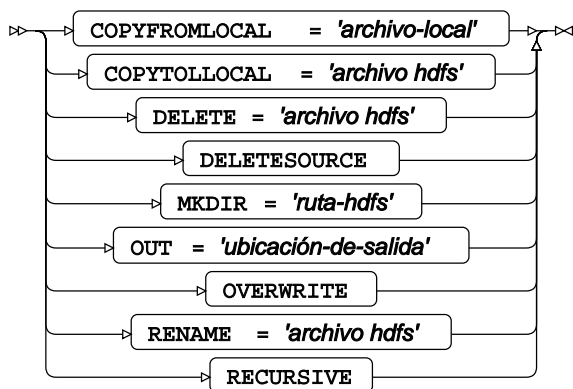 COPYFROMLOCAL = 'archivo-local'
COPYTOLLOCAL = 'archivo hdfs'
DELETE = 'archivo hdfs'
DELETESOURCE
MKDIR = 'ruta-hdfs'
OUT = 'ubicación-de-salida'
OVERWRITE
RENAME = 'archivo hdfs'
RECURSIVE